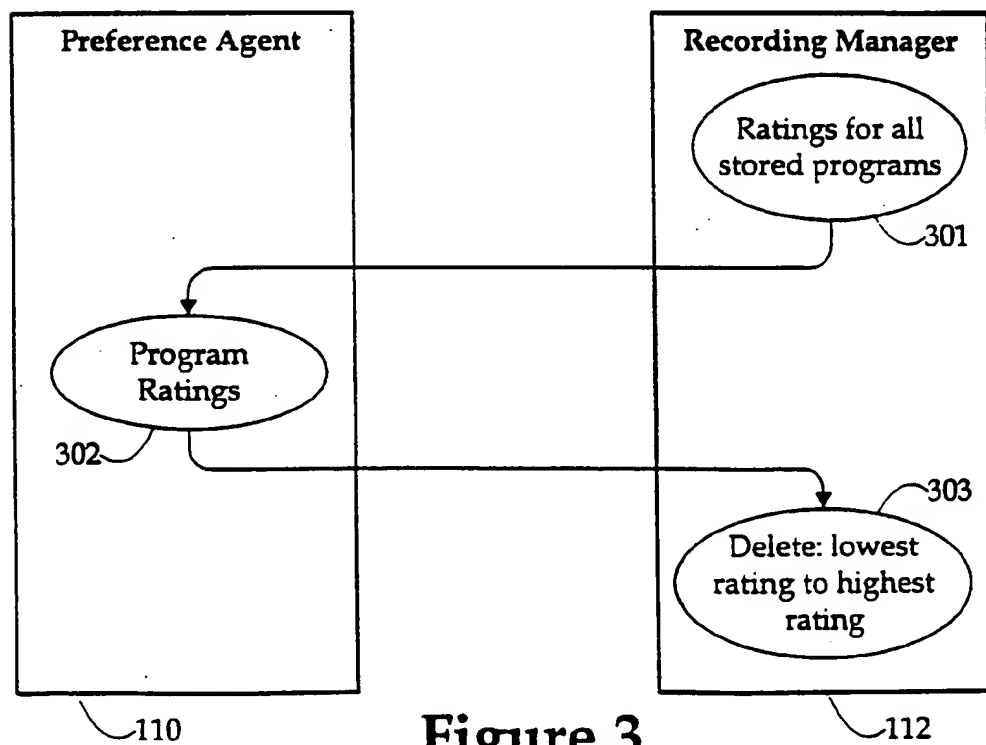 Preference Agent
Recording Manager
Ratings for all
stored programs
301
Program
Ratings
302
303
Delete: lowest
rating to highest
rating
110
Figure 3
112